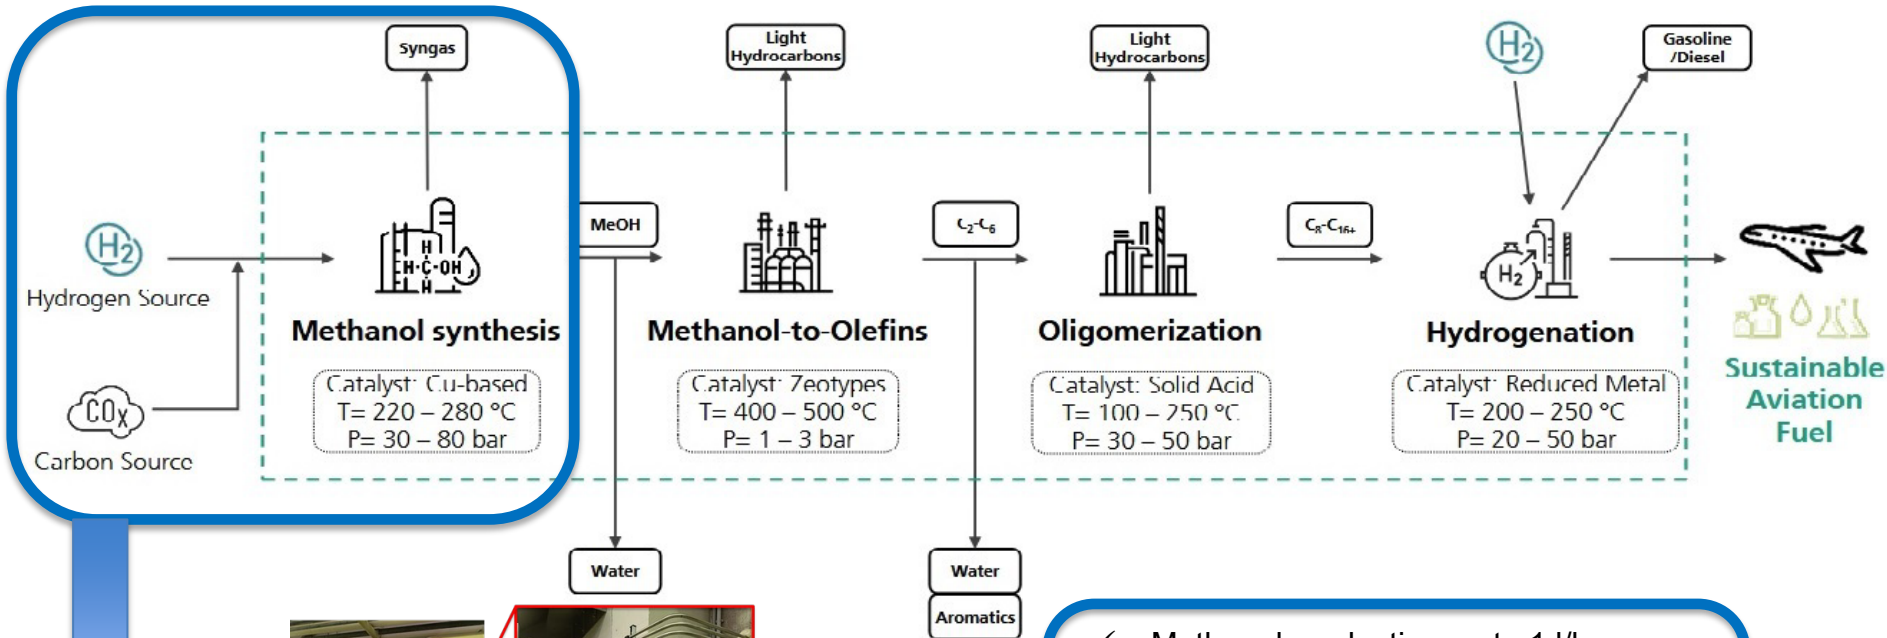 Syngas
Light
Hydrocarbons
Light
Hydrocarbons
H₂
Gasoline
/Diesel
H₂
Hydrogen Source
H
H-C-OH
H
MeOH
C₂-C₆
C₈-C₁₆₊
H₂
Methanol synthesis
Methanol-to-Olefins
Oligomerization
Hydrogenation
Catalyst: Cu-based
T= 220 – 280 °C
P= 30 – 80 bar
Catalyst: Zeotypes
T= 400 – 500 °C
P= 1 – 3 bar
Catalyst: Solid Acid
T= 100 – 250 °C
P= 30 – 50 bar
Catalyst: Reduced Metal
T= 200 – 250 °C
P= 20 – 50 bar
Sustainable
Aviation
Fuel
COₓ
Carbon Source
Water
Water
Aromatics